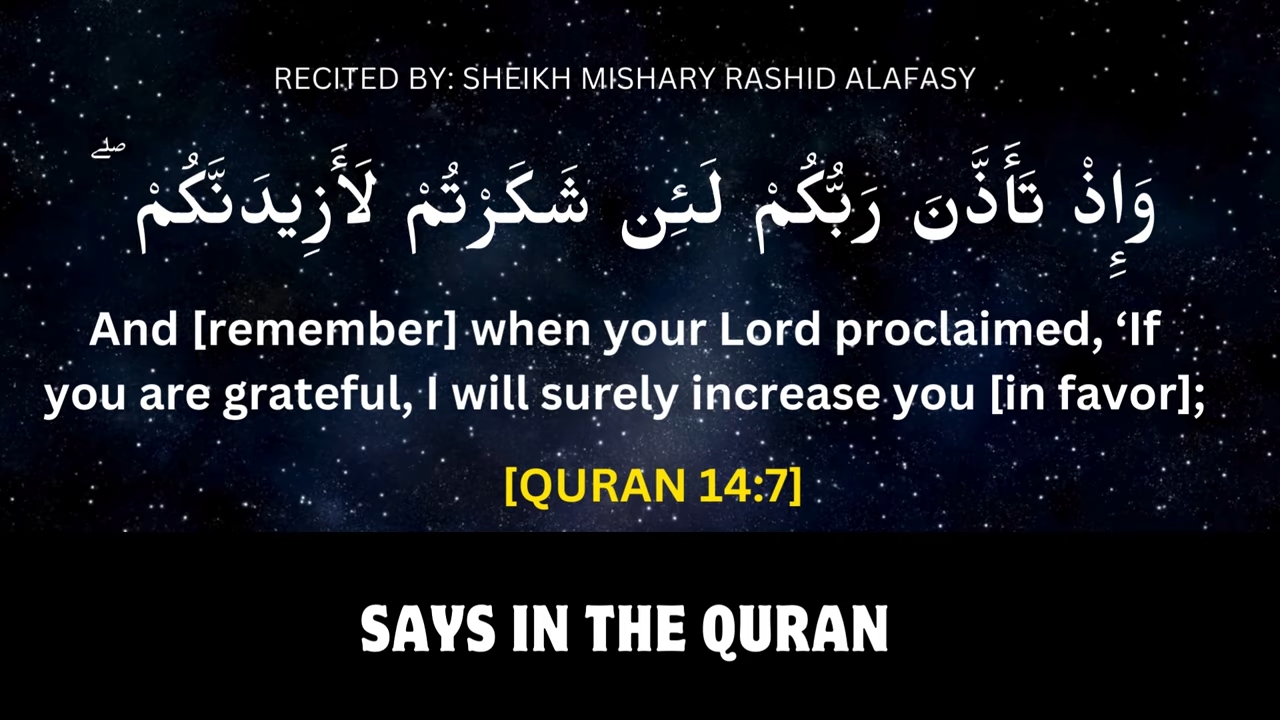 RECITED BY: SHEIKH MISHARY RASHID ALAFASY
وَإِذْ تَأَذَّنَ رَبُّكُمْ لَئِن شَكَرْتُمْ لَأَزِيدَنَّكُمْ ۖ
And [remember] when your Lord proclaimed, ‘If
you are grateful, I will surely increase you [in favor];
[QURAN 14:7]
SAYS IN THE QURAN